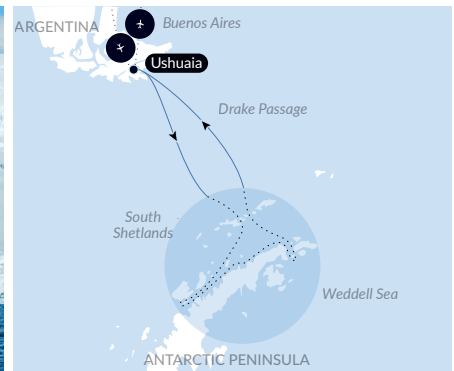 ARGENTINA
Buenos Aires
Ushuaia
Drake Passage
South
Shetlands
Weddell Sea
ANTARCTIC PENINSULA